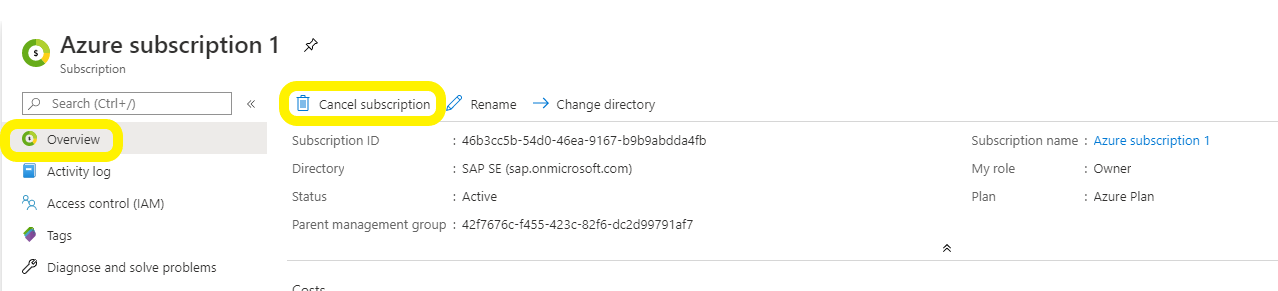 Azure subscription 1
Subscription
Search (Ctrl+/)
«
Overview
Activity log
Access control (IAM)
Tags
Diagnose and solve problems
Cancel subscription Rename Change directory
Subscription ID : 46b3cc5b-54d0-46ea-9167-b9b9abdda4fb
Directory : SAP SE (sap.onmicrosoft.com)
Status : Active
Parent management group : 42f7676c-f455-423c-82f6-dc2d99791af7
Subscription name : Azure subscription 1
My role : Owner
Plan : Azure Plan
Costs